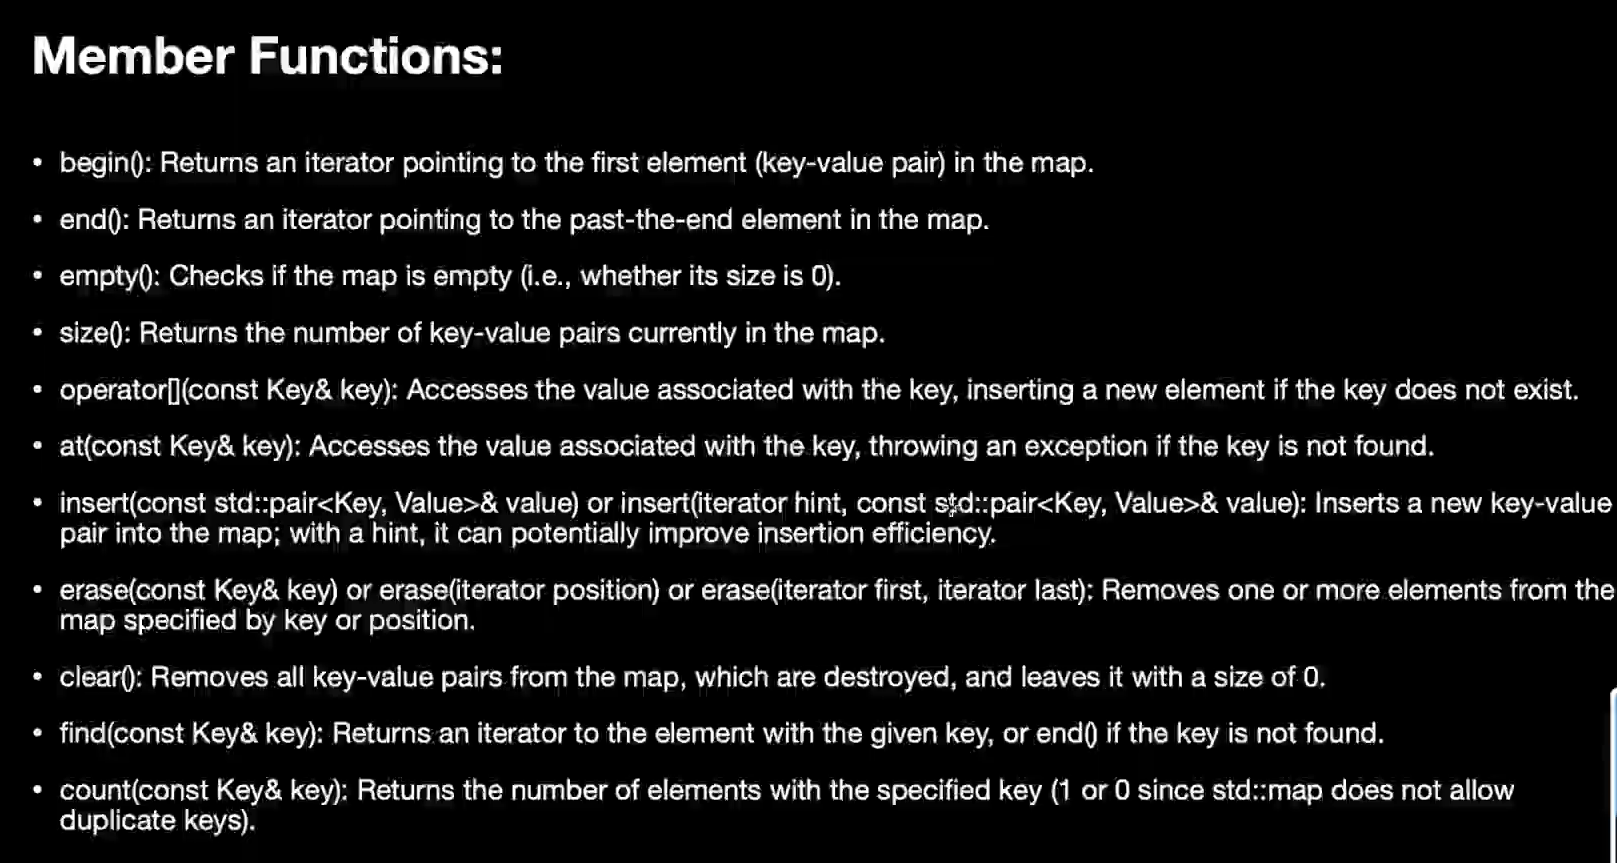 Member Functions:
• begin(): Returns an iterator pointing to the first element (key-value pair) in the map.
• end(): Returns an iterator pointing to the past-the-end element in the map.
• empty(): Checks if the map is empty (i.e., whether its size is 0).
• size(): Returns the number of key-value pairs currently in the map.
• operator[](const Key& key): Accesses the value associated with the key, inserting a new element if the key does not exist.
• at(const Key& key): Accesses the value associated with the key, throwing an exception if the key is not found.
• insert(const std::pair<Key, Value>& value) or insert(iterator hint, const std::pair<Key, Value>& value): Inserts a new key-value
pair into the map; with a hint, it can potentially improve insertion efficiency.
• erase(const Key& key) or erase(iterator position) or erase(iterator first, iterator last): Removes one or more elements from the
map specified by key or position.
• clear(): Removes all key-value pairs from the map, which are destroyed, and leaves it with a size of 0.
• find(const Key& key): Returns an iterator to the element with the given key, or end() if the key is not found.
• count(const Key& key): Returns the number of elements with the specified key (1 or 0 since std::map does not allow
duplicate keys).